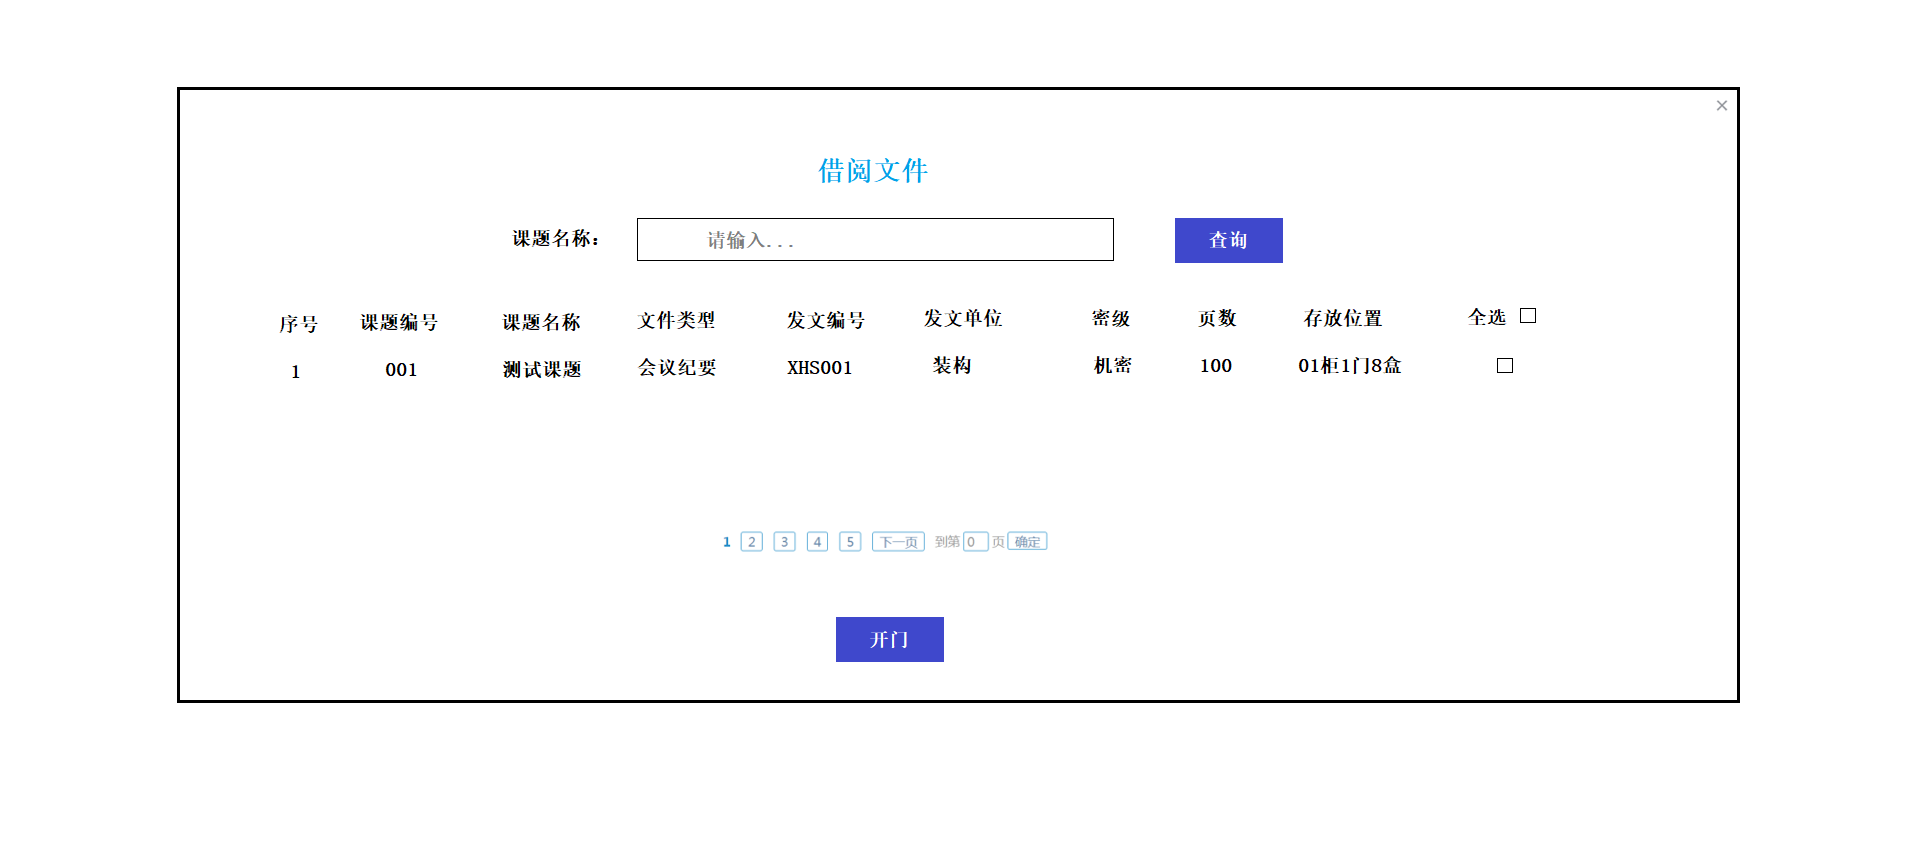 ×
借阅文件
课题名称： 请输入... 查询
序号 课题编号 课题名称 文件类型 发文编号 发文单位 密级 页数 存放位置 全选
1 001 测试课题 会议纪要 XHS001 装构 机密 100 01柜1门8盒
1 2 3 4 5 下一页 到第 0 页 确定
开门